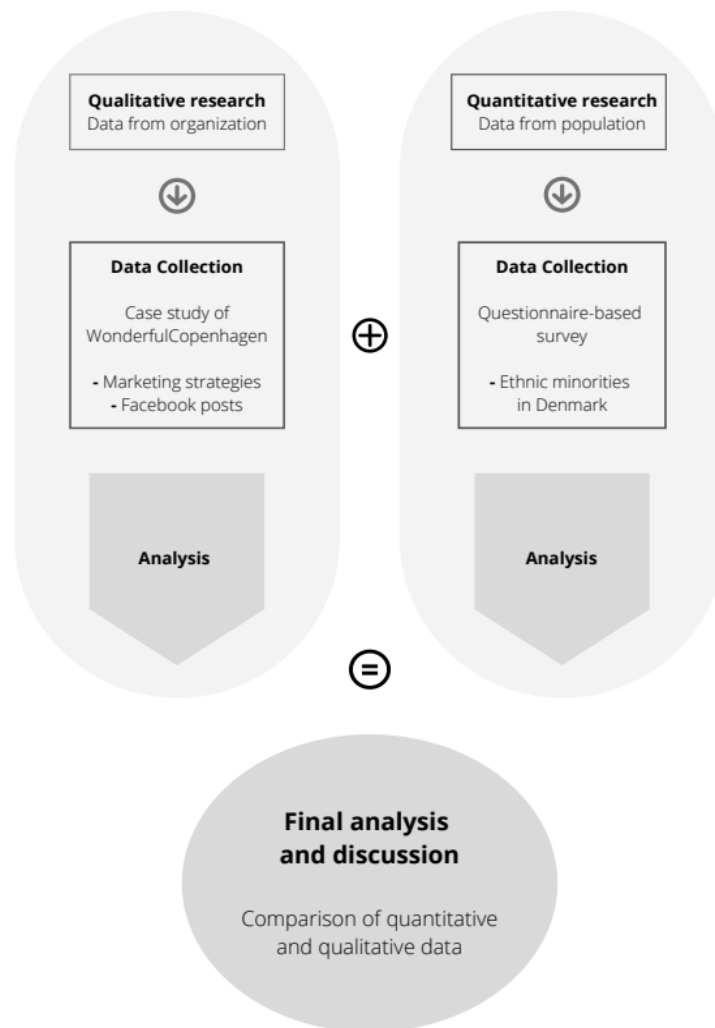 Qualitative research
Data from organization
Data Collection
Case study of
WonderfulCopenhagen
- Marketing strategies
- Facebook posts
Analysis
+
Quantitative research
Data from population
Data Collection
Questionnaire-based
survey
- Ethnic minorities
in Denmark
Analysis
=
Final analysis
and discussion
Comparison of quantitative
and qualitative data